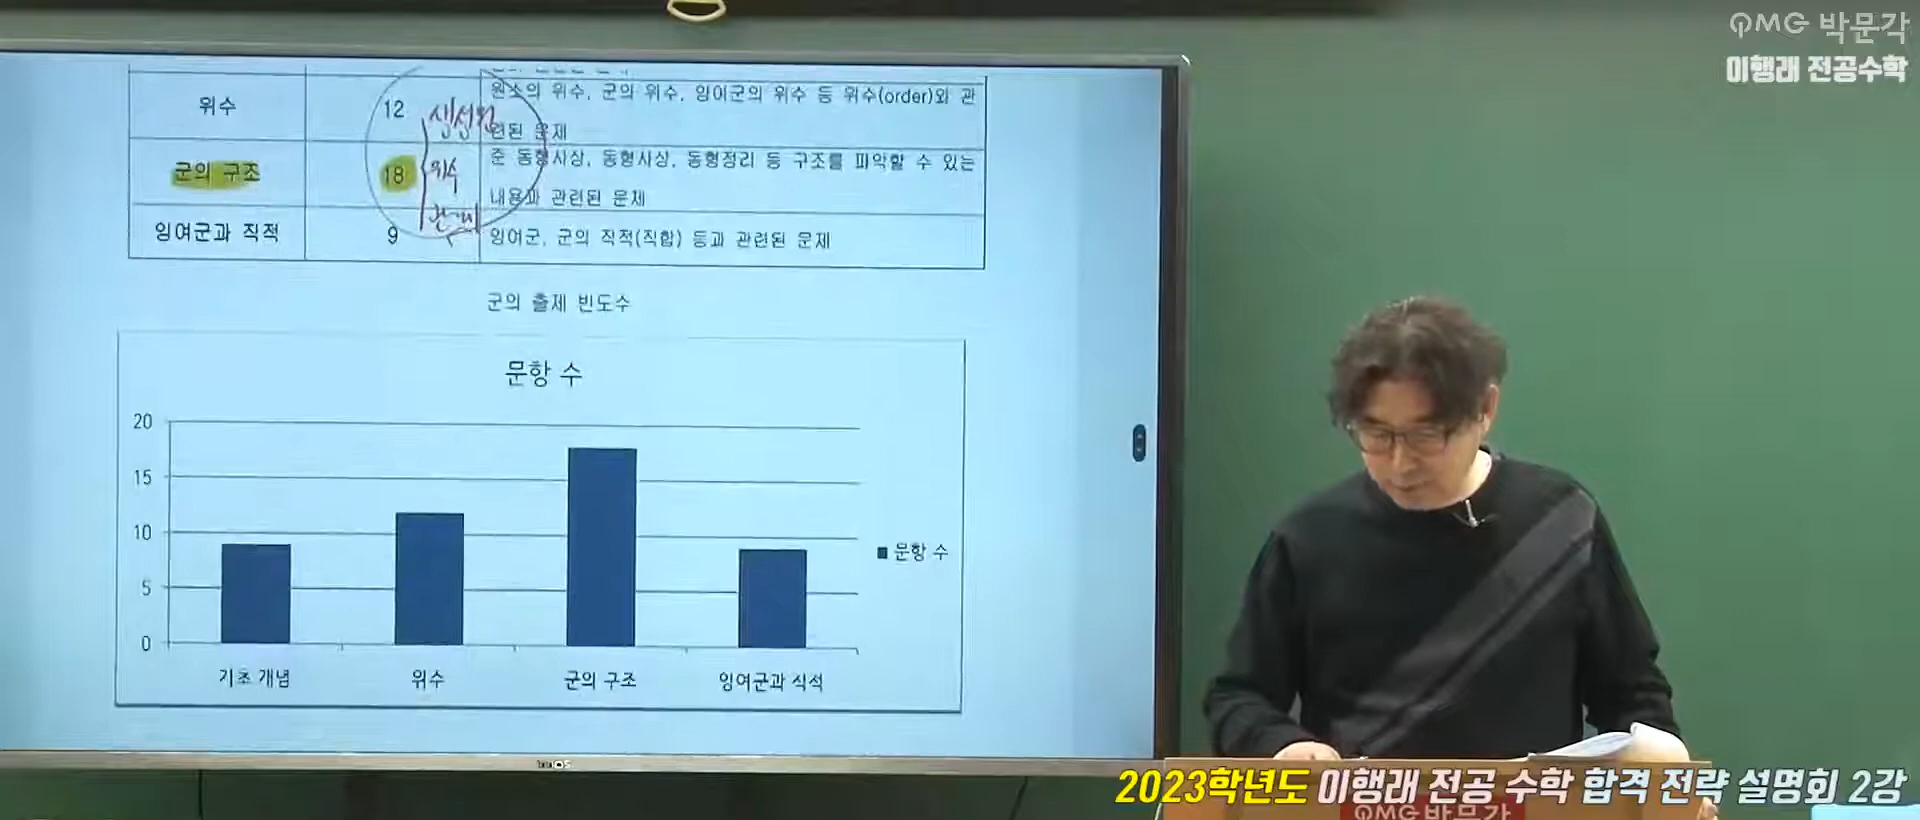 PMG 박문각
이행래 전공수학
위수
12
원소의 위수, 군의 위수, 잉여군의 위수 등 위수(order)와 관
련된 문제
생성원
군의 구조
18
위수
준 동형사상, 동형사상, 동형정리 등 구조를 파악할 수 있는
내용과 관련된 문제
잉여군과 직적
9
잉여군, 군의 직적(직합) 등과 관련된 문제
군의 출제 빈도수
문항 수
20
15
10
5
0
문항 수
기초 개념
위수
군의 구조
잉여군과 직적
2023학년도 이행래 전공 수학 합격 전략 설명회 2강
PMG 박문각